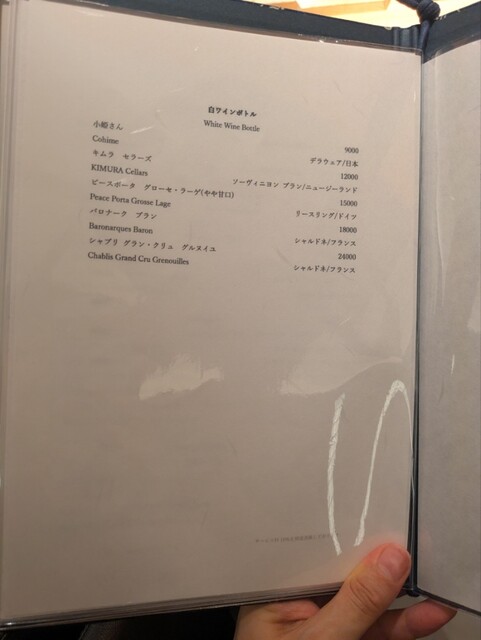 白ワインボトル
White Wine Bottle
小姫さん 9000
Cohime デラウェア/日本
キムラ セラーズ 12000
KIMURA Cellars ソーヴィニヨン ブラン/ニュージーランド
ピースポータ グローセ・ラーゲ(やや甘口) 15000
Peace Porta Grosse Lage リースリング/ドイツ
バロナーク ブラン 18000
Baronarques Baron シャルドネ/フランス
シャブリ グラン・クリュ グルヌイユ 24000
Chablis Grand Cru Grenouilles シャルドネ/フランス